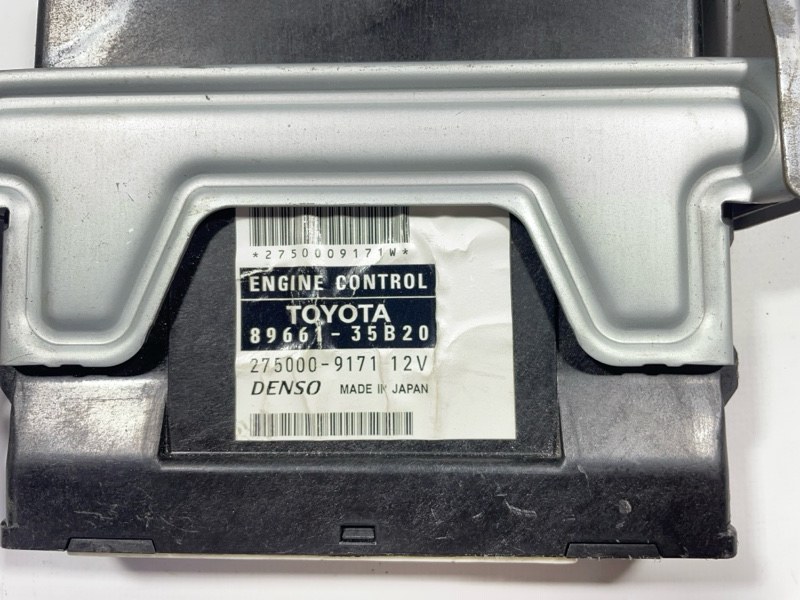 *2750009171W*
ENGINE CONTROL
TOYOTA
89661-35B20
275000-9171 12V
DENSO MADE IN JAPAN